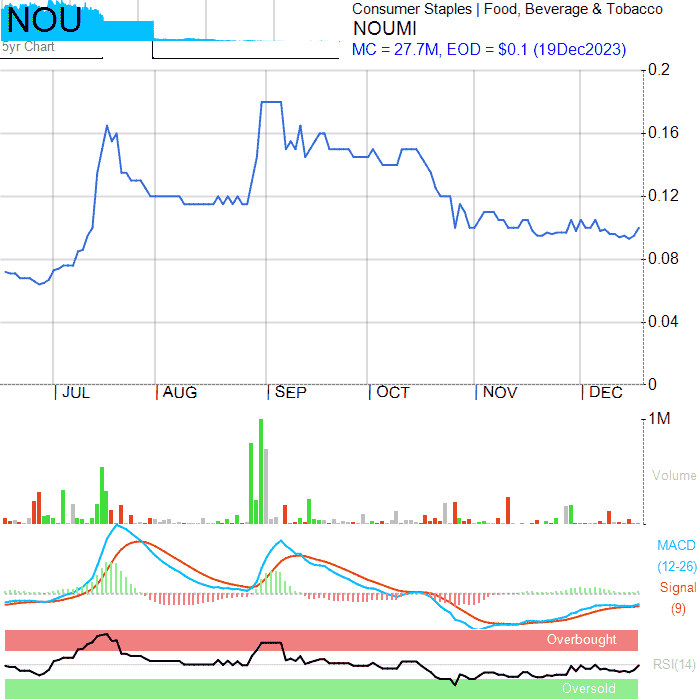 NOU
5yr Chart
Consumer Staples | Food, Beverage & Tobacco
NOUMI
MC = 27.7M, EOD = $0.1 (19Dec2023)
0.2
0.16
0.12
0.08
0.04
0
JUL
AUG
SEP
OCT
NOV
DEC
1M
Volume
MACD
(12-26)
Signal
(9)
Overbought
RSI(14)
Oversold